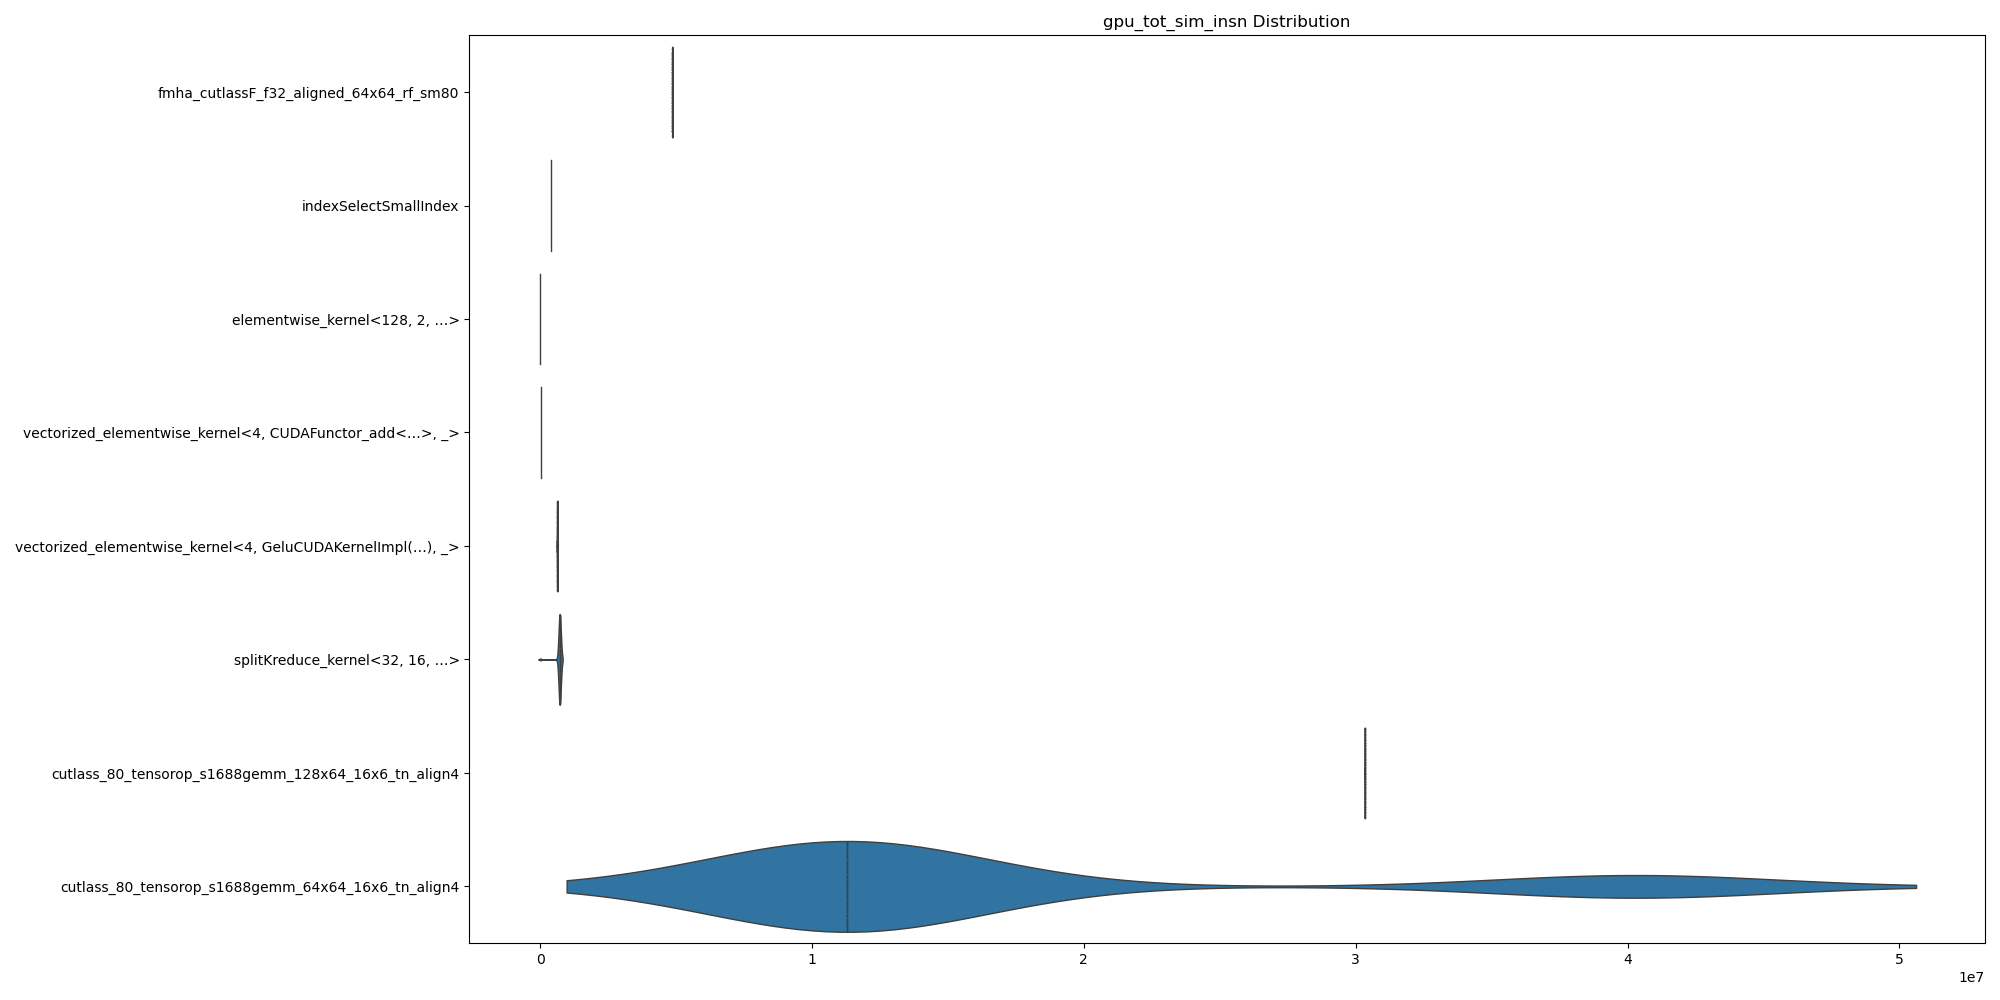 gpu_tot_sim_insn Distribution
fmha_cutlassF_f32_aligned_64x64_rf_sm80
indexSelectSmallIndex
elementwise_kernel<128, 2, ...>
vectorized_elementwise_kernel<4, CUDAFunctor_add<...>, _>
vectorized_elementwise_kernel<4, GeluCUDAKernelImpl(...), _>
splitKreduce_kernel<32, 16, ...>
cutlass_80_tensorop_s1688gemm_128x64_16x6_tn_align4
cutlass_80_tensorop_s1688gemm_64x64_16x6_tn_align4
0 1 2 3 4 5
1e7